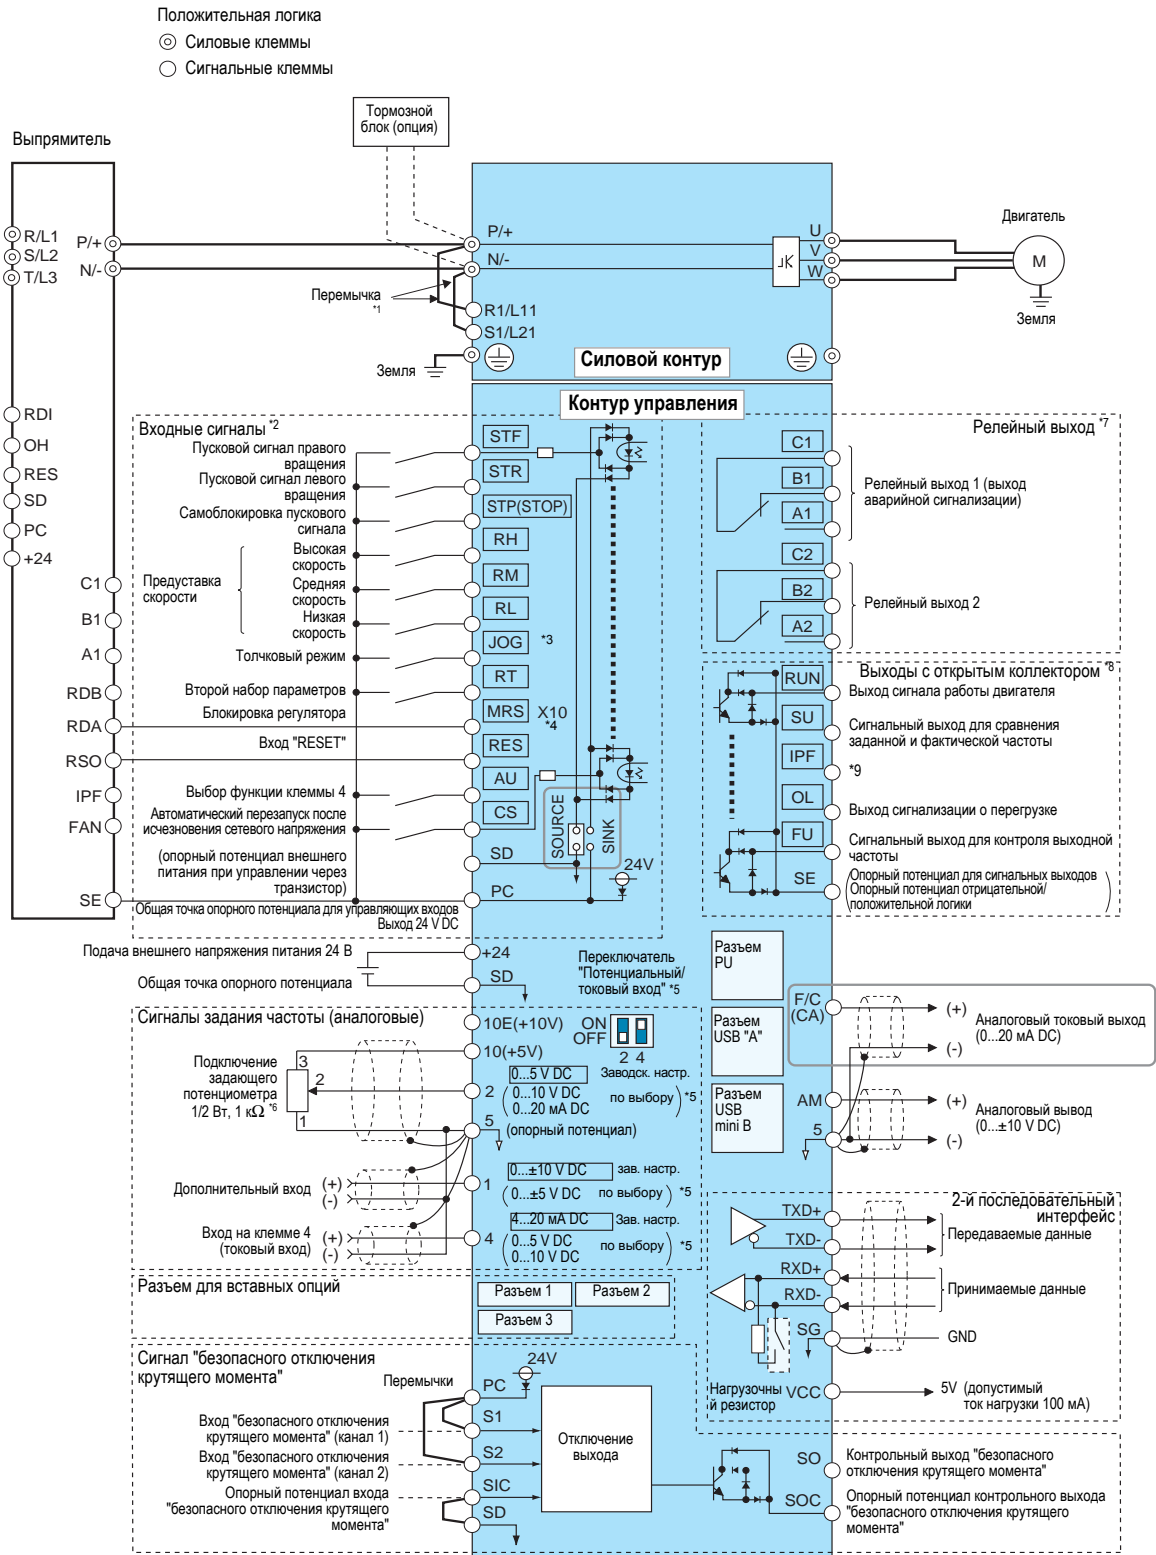 Положительная логика
Силовые клеммы
Сигнальные клеммы
Тормозной
блок (опция)
Выпрямитель
R/L1
S/L2
T/L3
P/+
N/-
P/+
N/-
Перемычка
*1
R1/L11
S1/L21
Земля
Силовой контур
U
V
W
Двигатель
M
Земля
Контур управления
RDI
OH
RES
SD
PC
+24
C1
B1
A1
RDB
RDA
RSO
IPF
FAN
SE
Входные сигналы *2
Пусковой сигнал правого
вращения
Пусковой сигнал левого
вращения
Самоблокировка пускового
сигнала
Предуставка
скорости
Высокая
скорость
Средняя
скорость
Низкая
скорость
Толчковый режим
Второй набор параметров
Блокировка регулятора
Вход "RESET"
Выбор функции клеммы 4
Автоматический перезапуск после
исчезновения сетевого напряжения
(опорный потенциал внешнего
питания при управлении через
транзистор)
Общая точка опорного потенциала для управляющих входов
Выход 24 V DC
STF
STR
STP(STOP)
RH
RM
RL
JOG *3
RT
MRS X10
*4
RES
AU
CS
SD
PC
SOURCE
SINK
24V
Релейный выход *7
C1
B1
A1
Релейный выход 1 (выход
аварийной сигнализации)
C2
B2
A2
Релейный выход 2
Выходы с открытым коллектором *8
RUN
Выход сигнала работы двигателя
SU
Сигнальный выход для сравнения
заданной и фактической частоты
IPF
*9
OL
Выход сигнализации о перегрузке
FU
Сигнальный выход для контроля выходной
частоты
SE
(Опорный потенциал для сигнальных выходов
Опорный потенциал отрицательной/
положительной логики)
Подача внешнего напряжения питания 24 В
+24
Общая точка опорного потенциала
SD
Переключатель
"Потенциальный/
токовый вход" *5
Разъем
PU
Разъем
USB "A"
Разъем
USB
mini B
F/C
(CA)
(+)
(-)
Аналоговый токовый выход
(0...20 мА DC)
AM
5
(+)
(-)
Аналоговый вывод
(0...±10 V DC)
Сигналы задания частоты (аналоговые)
10E(+10V)
ON
OFF
2 4
10(+5V)
Подключение
задающего
потенциометра
1/2 Вт, 1 кΩ *6
3
2
1
0...5 V DC Заводск. настр.
2 (0...10 V DC
0...20 мА DC по выбору) *5
5
(опорный потенциал)
Дополнительный вход
(+)
(-)
1
0...±10 V DC зав. настр.
(0...±5 V DC по выбору) *5
Вход на клемме 4
(токовый вход)
(+)
(-)
4
4...20 мА DC Зав. настр.
(0...5 V DC
0...10 V DC по выбору) *5
2-й последовательный
интерфейс
TXD+
TXD-
Передаваемые данные
RXD+
RXD-
Принимаемые данные
SG
GND
Нагрузочны
й резистор
VCC
5V (допустимый
ток нагрузки 100 мА)
Разъем для вставных опций
Разъем 1
Разъем 2
Разъем 3
Сигнал "безопасного отключения
крутящего момента"
Перемычки
24V
PC
S1
S2
SIC
SD
Вход "безопасного отключения
крутящего момента" (канал 1)
Вход "безопасного отключения
крутящего момента" (канал 2)
Опорный потенциал входа
"безопасного отключения крутящего
момента"
Отключение
выхода
SO
Контрольный выход "безопасного
отключения крутящего момента"
SOC
Опорный потенциал контрольного выхода
"безопасного отключения крутящего
момента"